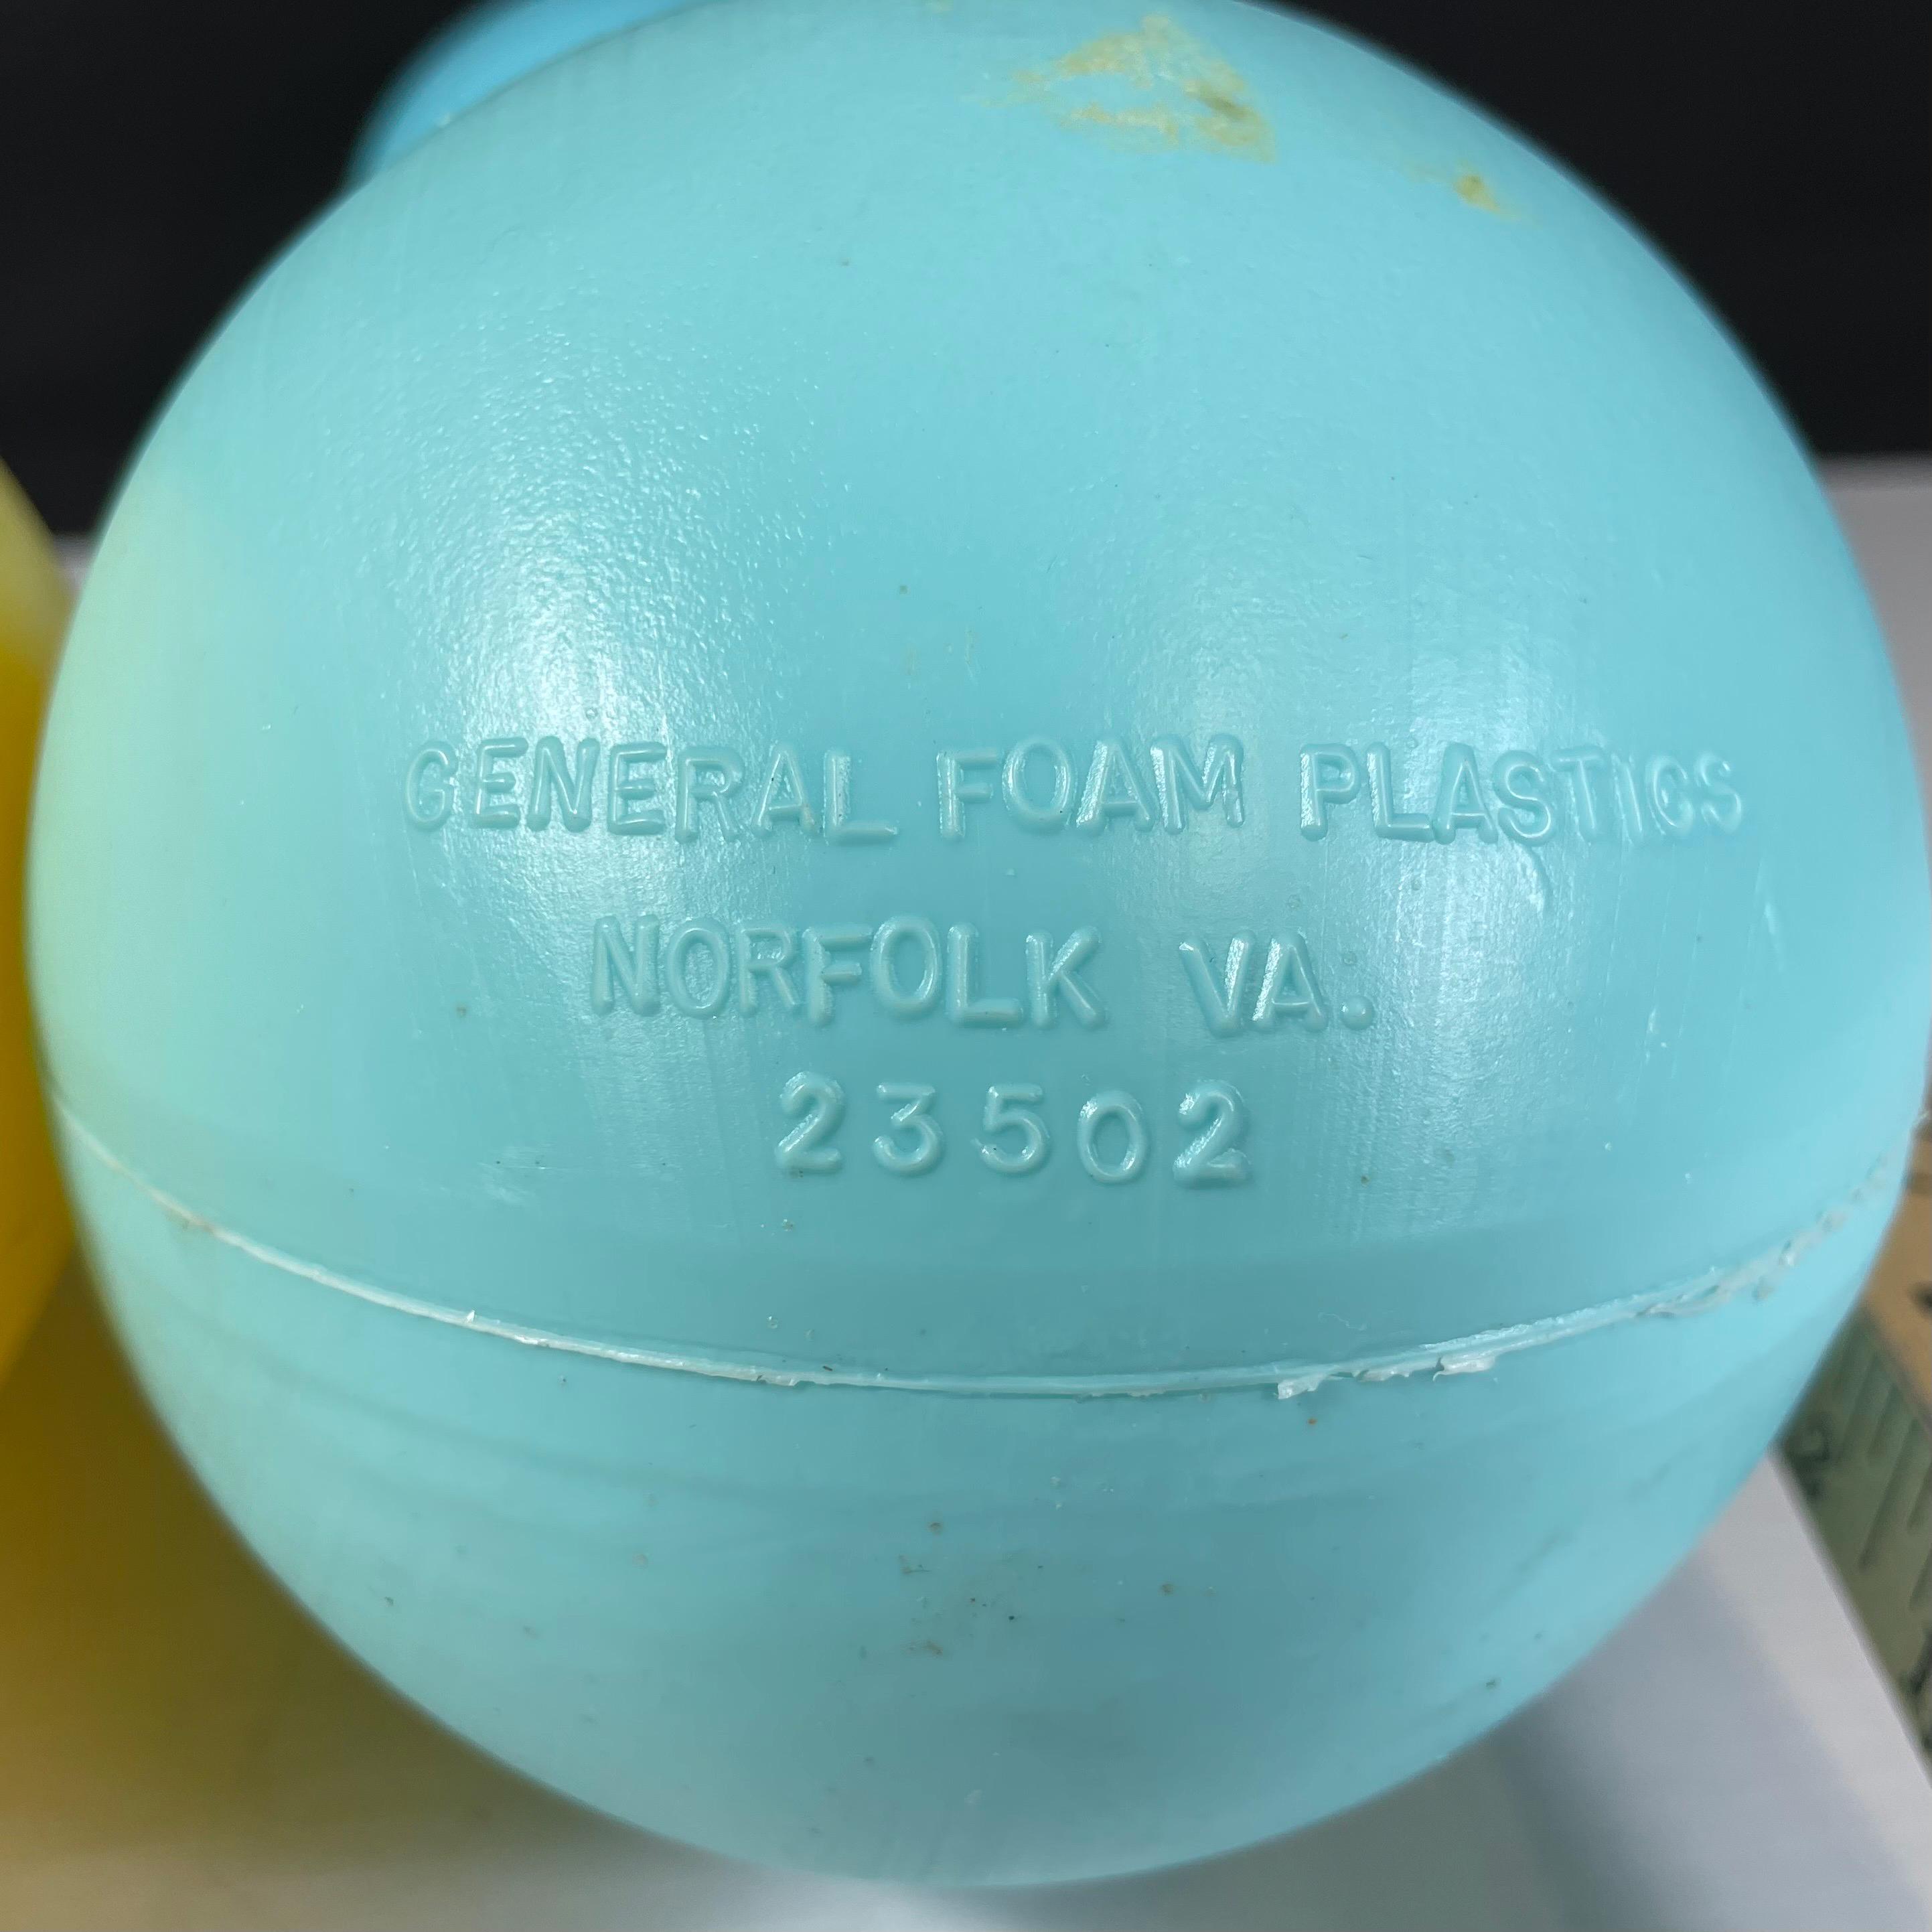 GENERAL FOAM PLASTICS
NORFOLK VA.
23502